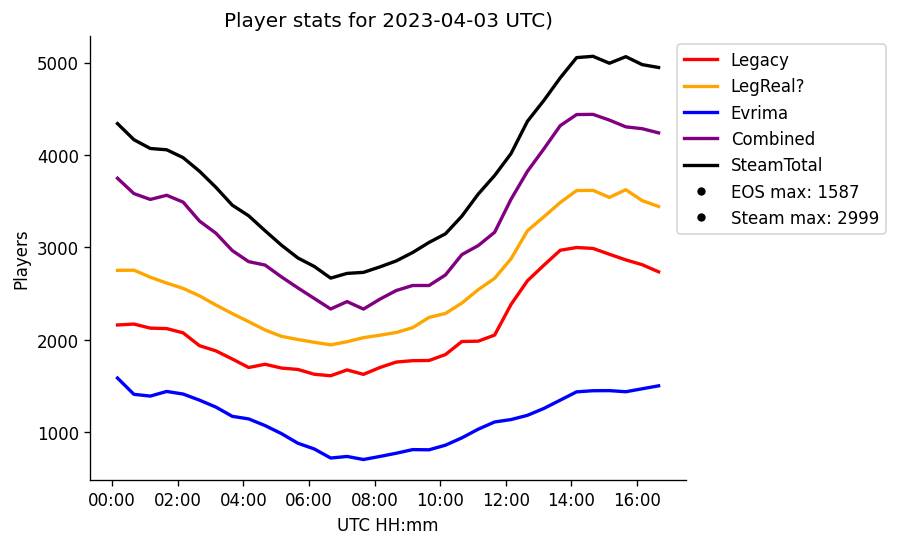 Player stats for 2023-04-03 UTC)
5000
4000
3000
2000
1000
Players
00:00 02:00 04:00 06:00 08:00 10:00 12:00 14:00 16:00
UTC HH:mm
Legacy
LegReal?
Evrima
Combined
SteamTotal
EOS max: 1587
Steam max: 2999